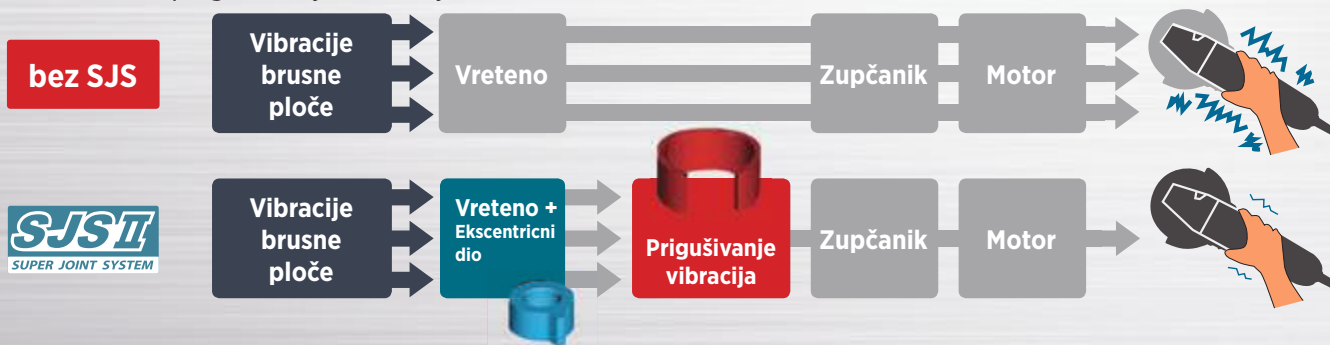 bez SJS
Vibracije
brusne
ploče
Vreteno
Zupčanik
Motor
SJS II
SUPER JOINT SYSTEM
Vibracije
brusne
ploče
Vreteno +
Ekscentricni
dio
Prigušivanje
vibracija
Zupčanik
Motor